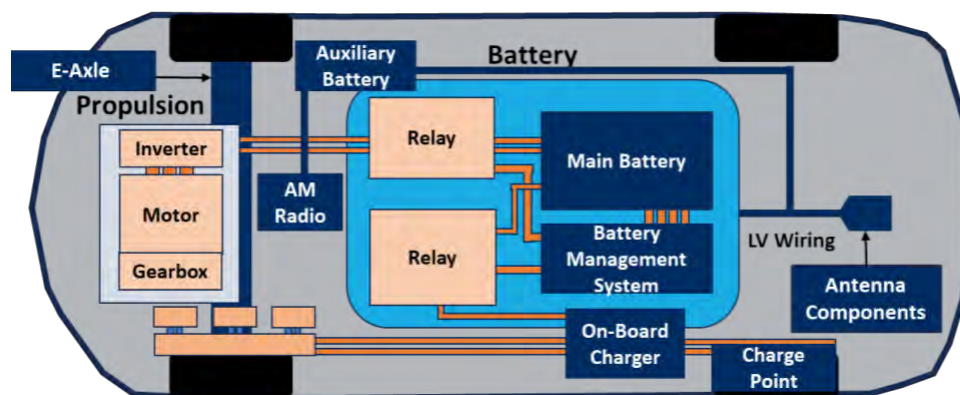 E-Axle
Propulsion
Auxiliary
Battery
Battery
Inverter
Motor
Gearbox
AM
Radio
Relay
Relay
Main Battery
Battery
Management
System
LV Wiring
Antenna
Components
On-Board
Charger
Charge
Point